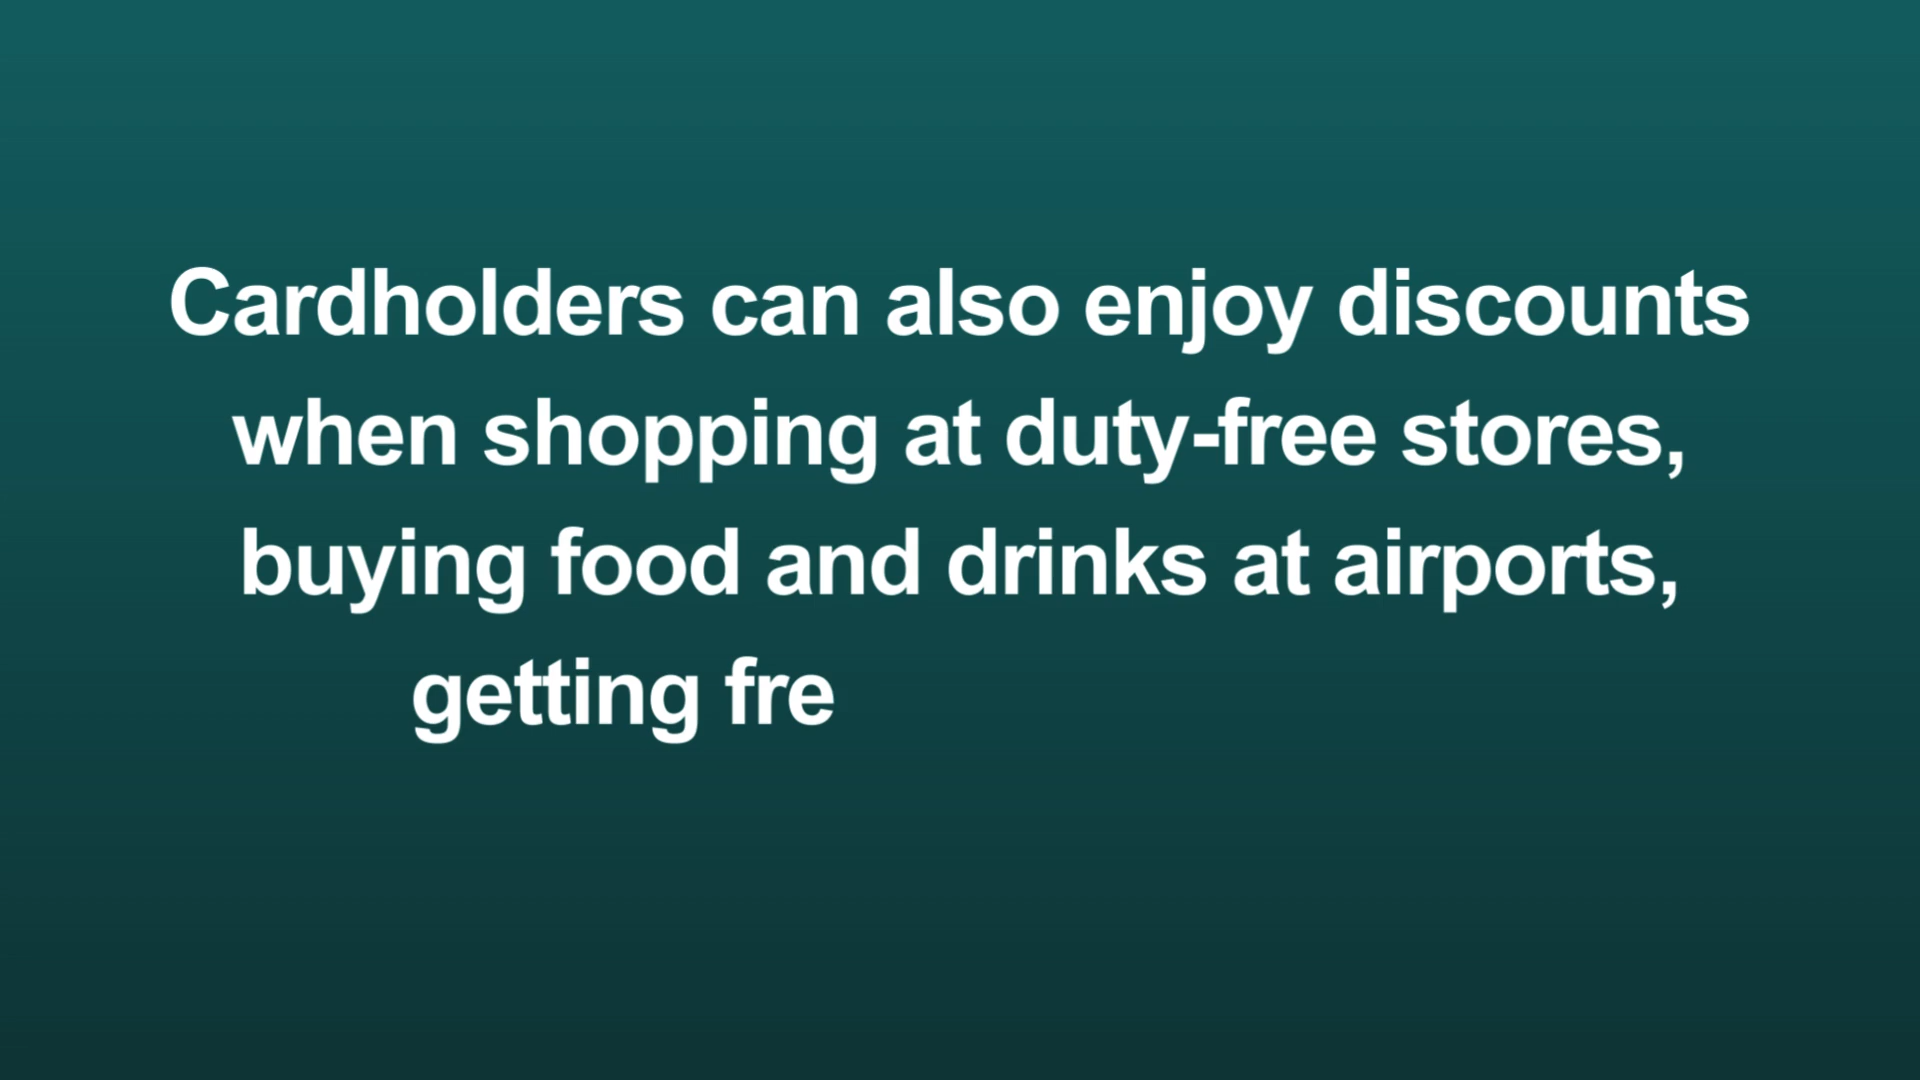 Cardholders can also enjoy discounts
when shopping at duty-free stores,
buying food and drinks at airports,
getting fre